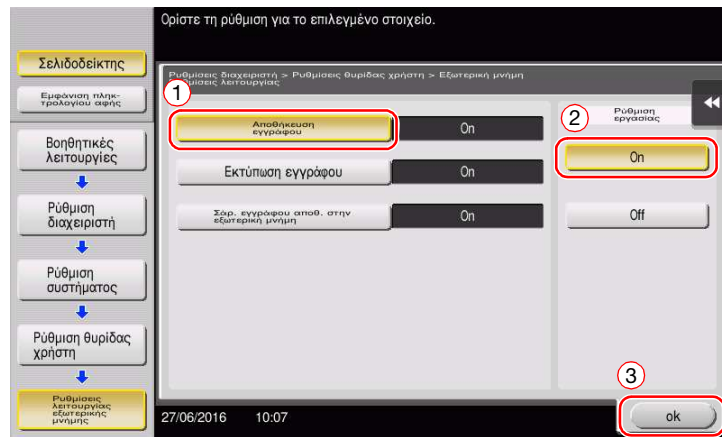 Ορίστε τη ρύθμιση για το επιλεγμένο στοιχείο.
Σελιδοδείκτης
Εμφάνιση πληκ-
τρολογίου αφής
Βοηθητικές
λειτουργίες
Ρύθμιση
διαχειριστή
Ρύθμιση
συστήματος
Ρύθμιση θυρίδας
χρήστη
Ρυθμίσεις
λειτουργίας
εξωτερικής
μνήμης
Ρυθμίσεις διαχειριστή > Ρυθμίσεις θυρίδας χρήστη > Εξωτερική μνήμη
Ρυθμίσεις λειτουργίας
1
Αποθήκευση
εγγράφου
On
Εκτύπωση εγγράφου
On
Σάρ. εγγράφου αποθ. στην
εξωτερική μνήμη
On
2
Ρύθμιση
εργασίας
On
Off
3
27/06/2016 10:07
ok